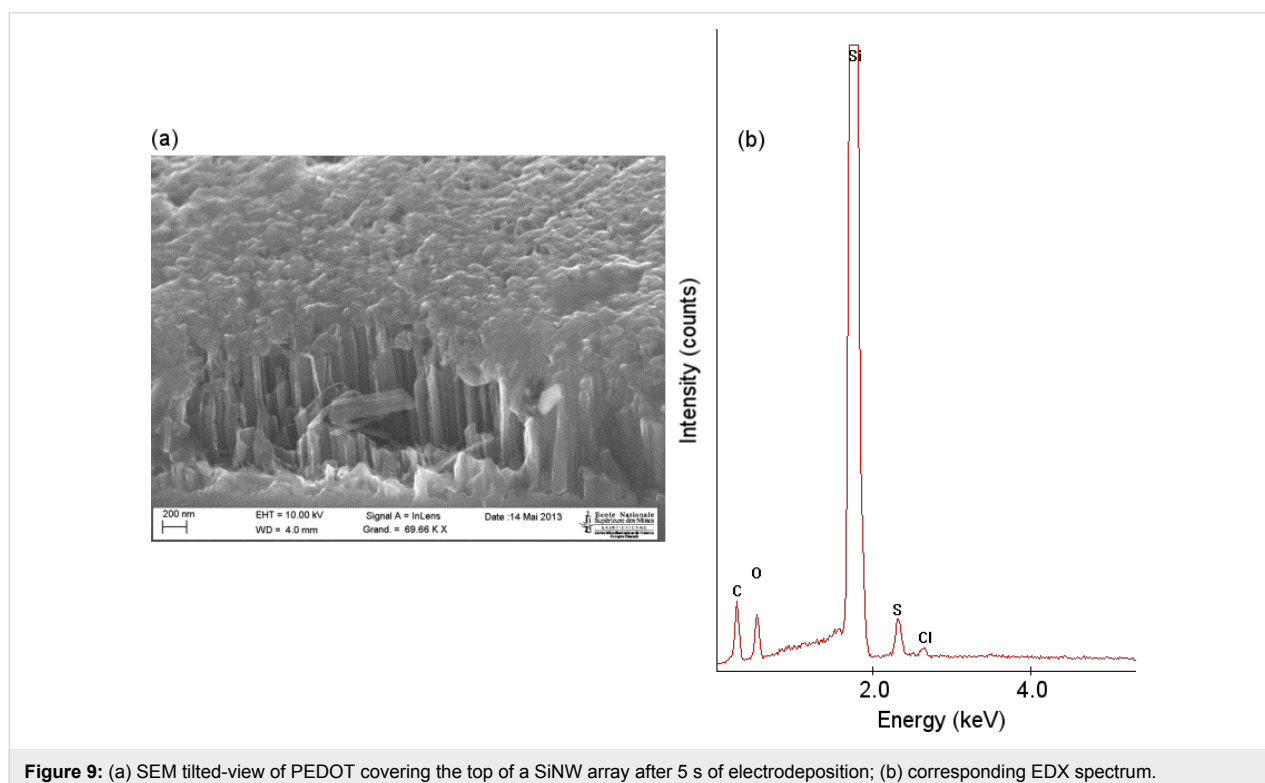 (a)
200 nm
EHT = 10.00 kV
WD = 4.0 mm
Signal A = InLens
Grand. = 69.66 K X
Date :14 Mai 2013
Ecole Nationale
Supérieure des Mines
SAINT-ETIENNE
(b)
Si
C
O
S
Cl
Intensity (counts)
2.0
4.0
Energy (keV)
Figure 9: (a) SEM tilted-view of PEDOT covering the top of a SiNW array after 5 s of electrodeposition; (b) corresponding EDX spectrum.